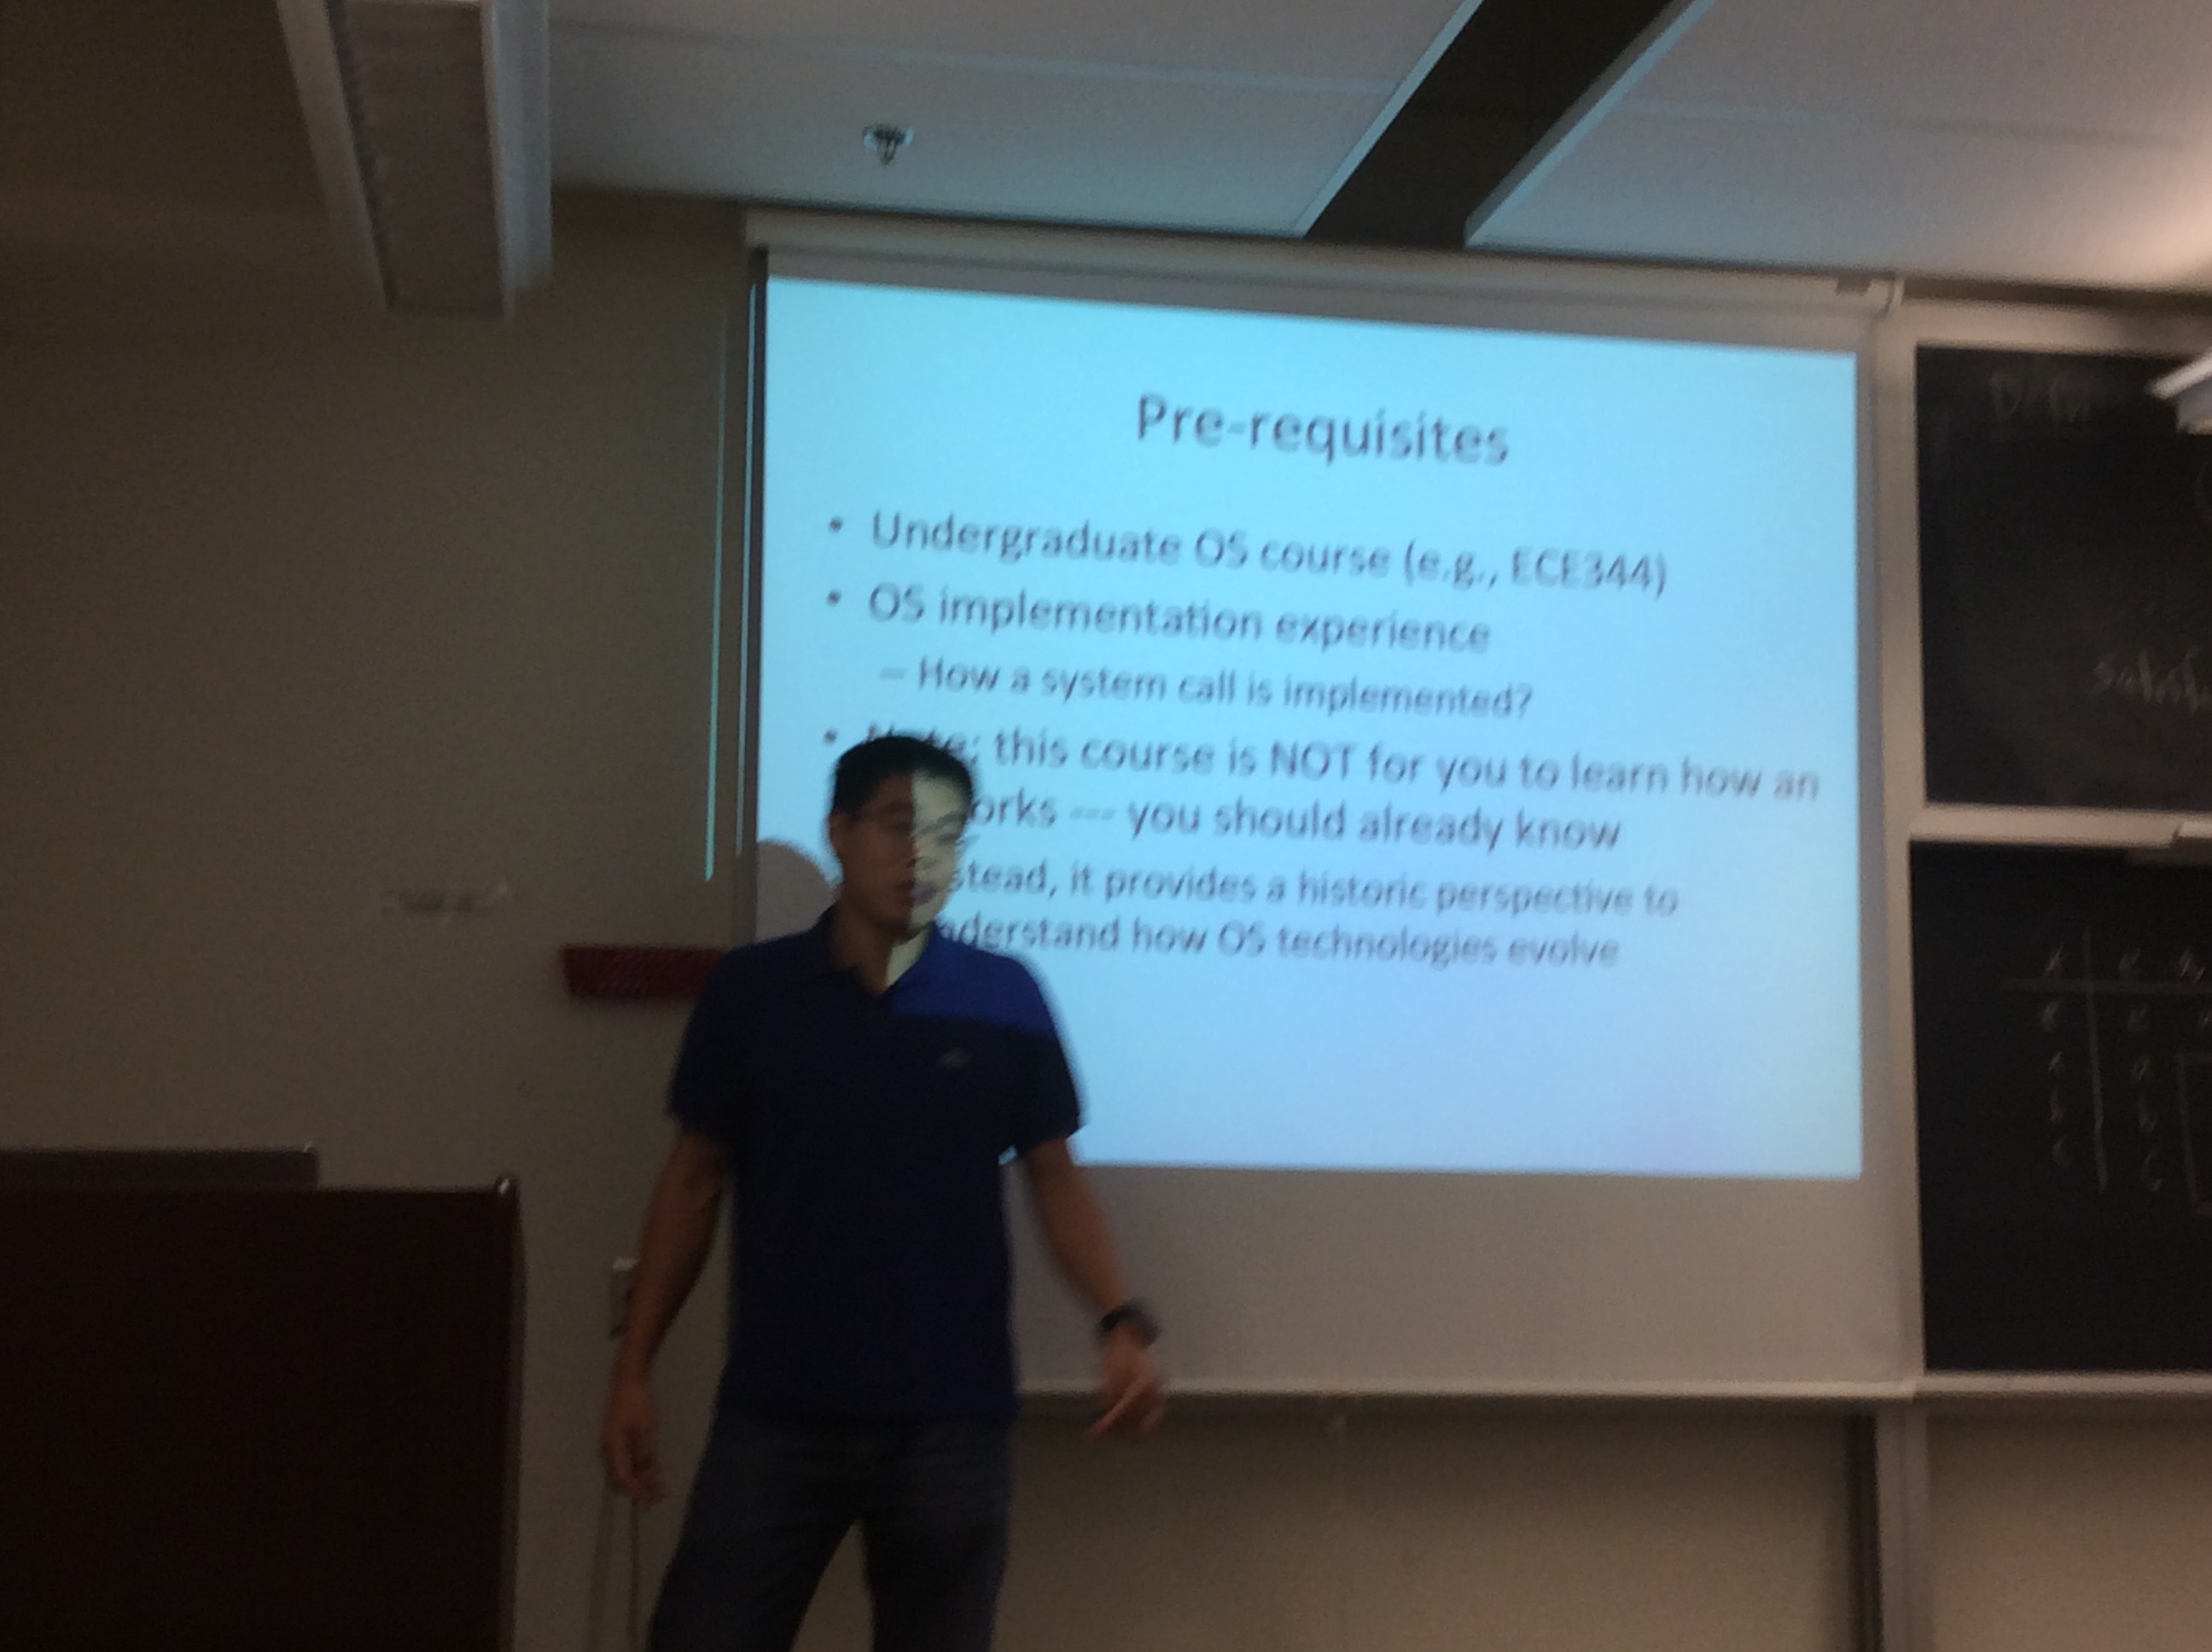 Pre-requisites
• Undergraduate OS course (e.g., ECE344)
• OS implementation experience
– How a system call is implemented?
• Note: this course is NOT for you to learn how an
orks --- you should already know
stead, it provides a historic perspective to
nderstand how OS technologies evolve